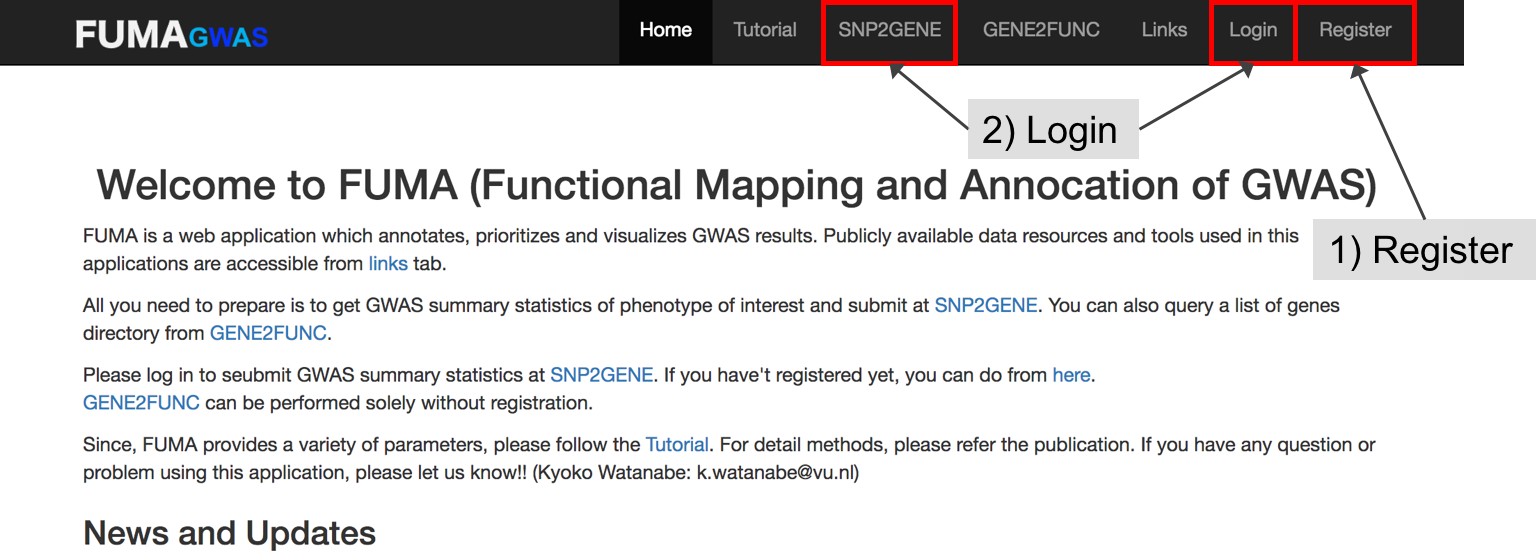 FUMAGWAS Home Tutorial SNP2GENE GENE2FUNC Links Login Register
2) Login
Welcome to FUMA (Functional Mapping and Annocation of GWAS)
FUMA is a web application which annotates, prioritizes and visualizes GWAS results. Publicly available data resources and tools used in this
applications are accessible from links tab.
1) Register
All you need to prepare is to get GWAS summary statistics of phenotype of interest and submit at SNP2GENE. You can also query a list of genes
directory from GENE2FUNC.
Please log in to seubmit GWAS summary statistics at SNP2GENE. If you have't registered yet, you can do from here.
GENE2FUNC can be performed solely without registration.
Since, FUMA provides a variety of parameters, please follow the Tutorial. For detail methods, please refer the publication. If you have any question or
problem using this application, please let us know!! (Kyoko Watanabe: k.watanabe@vu.nl)
News and Updates